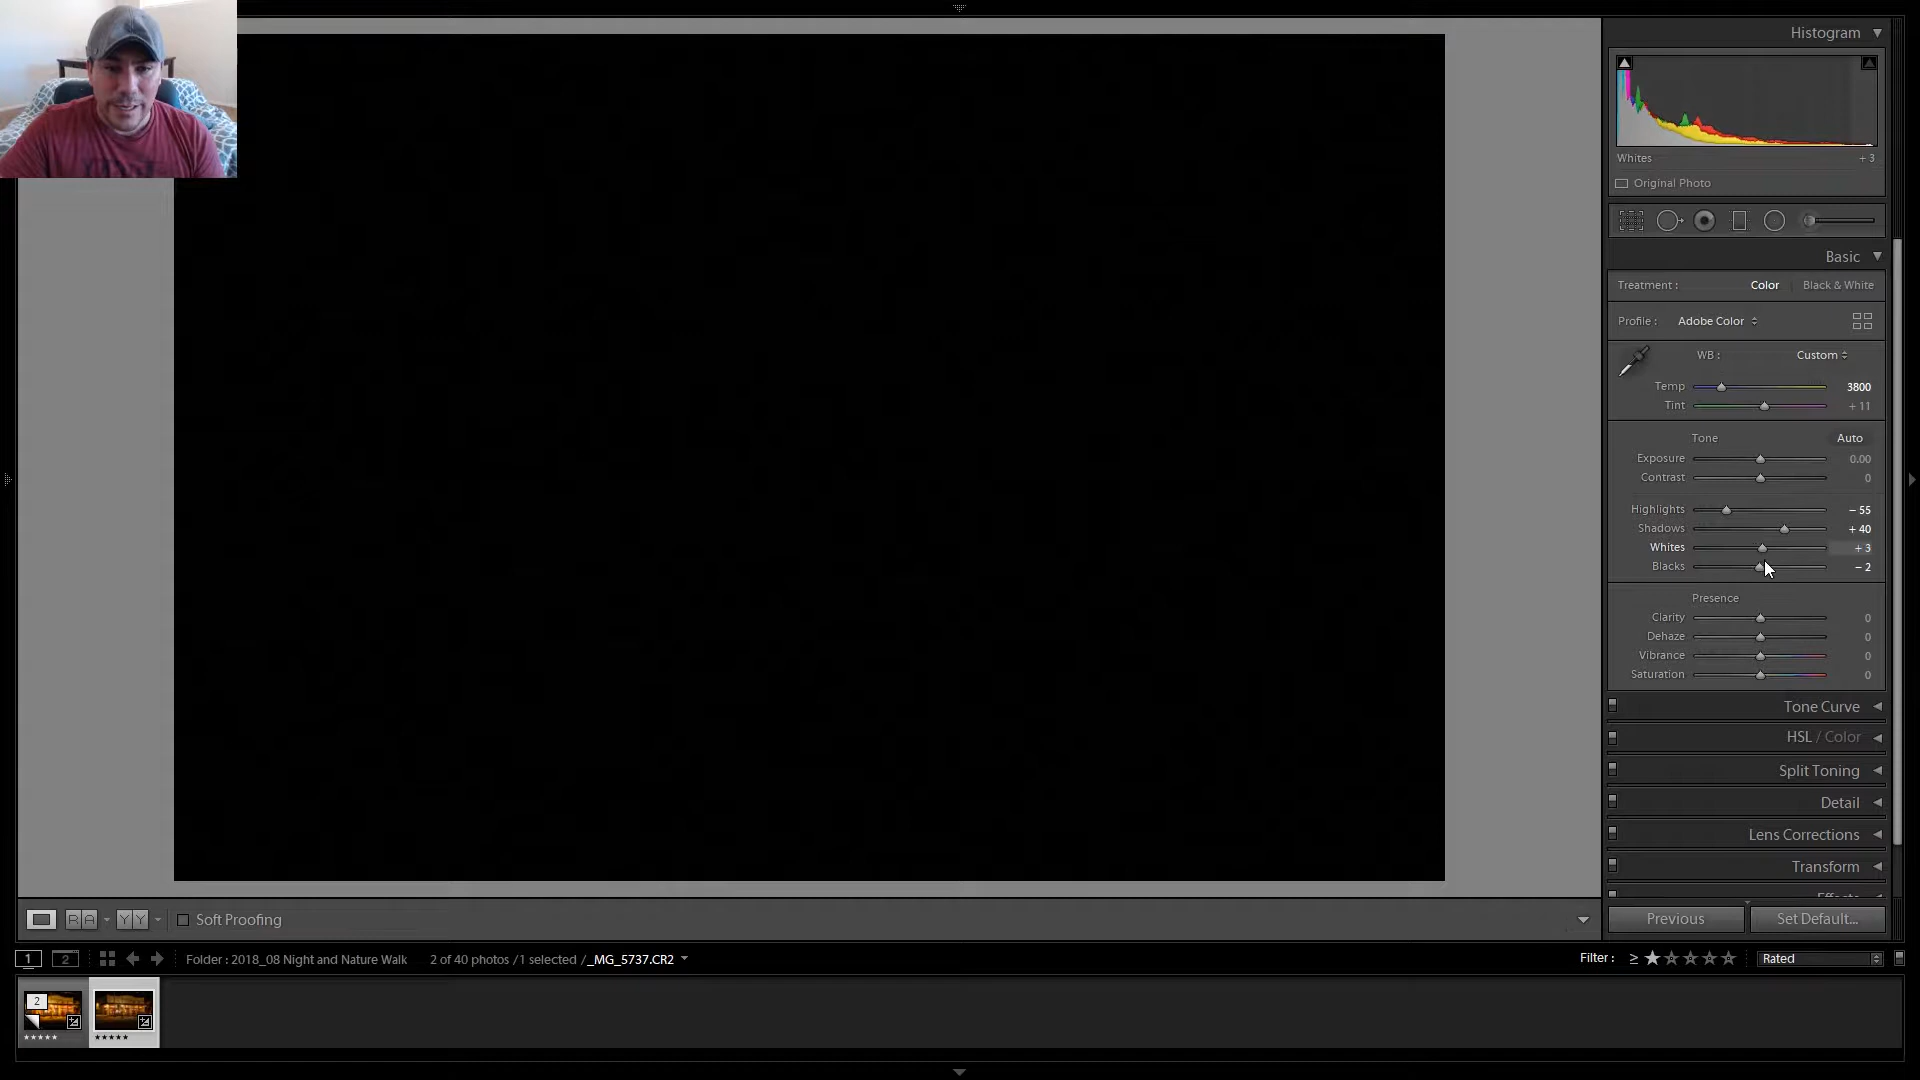 Histogram
Whites + 3
Original Photo
Basic
Treatment : Color Black & White
Profile : Adobe Color
WB : Custom
Temp 3800
Tint + 11
Tone Auto
Exposure 0.00
Contrast 0
Highlights – 55
Shadows + 40
Whites + 3
Blacks – 2
Presence
Clarity 0
Dehaze 0
Vibrance 0
Saturation 0
Tone Curve
HSL / Color
Split Toning
Detail
Lens Corrections
Transform
Effects
R A Y Y Soft Proofing
Previous Set Default...
1 2 Folder : 2018_08 Night and Nature Walk 2 of 40 photos /1 selected /_MG_5737.CR2 Filter : ≥ Rated
2